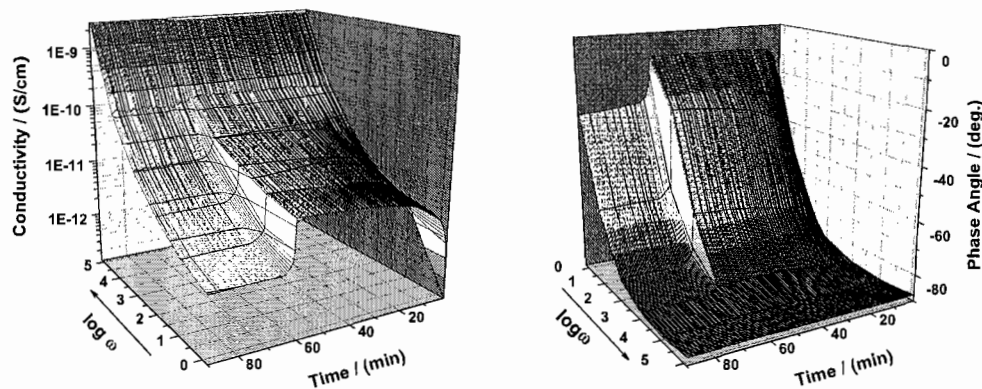 Conductivity / (S/cm)
1E-9
1E-10
1E-11
1E-12
5
4
3
2
1
0
log ω
80
60
40
20
Time / (min)
0
-20
-40
-60
-80
Phase Angle / (deg.)
0
1
2
3
4
5
logω
80
60
40
20
Time / (min)